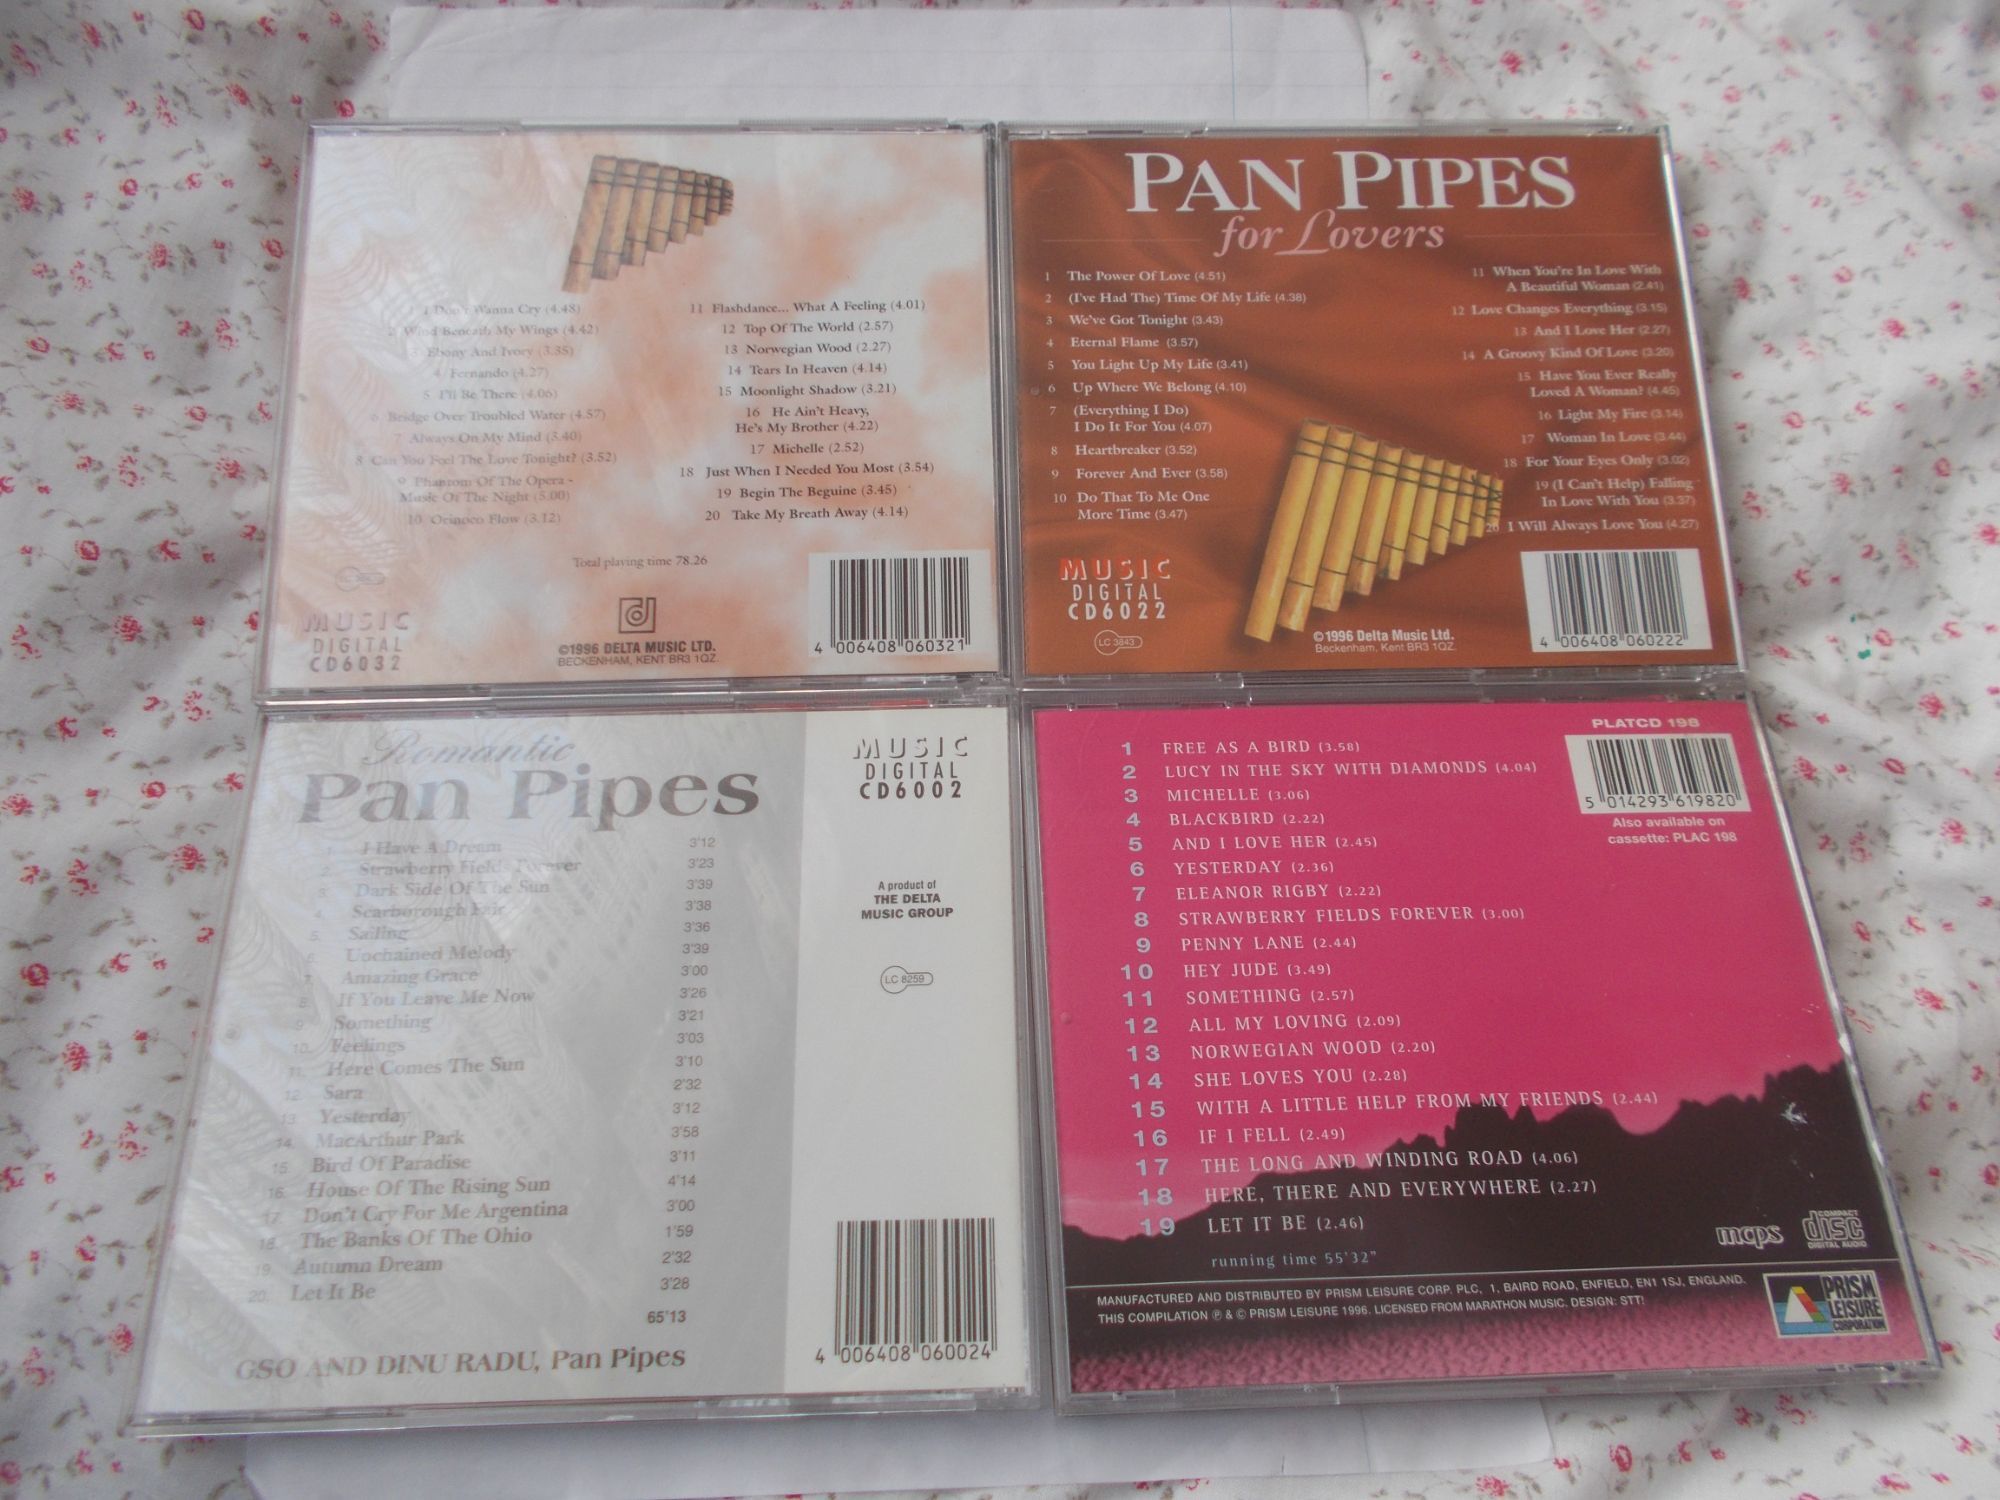 1 I Don't Wanna Cry (4.48)
2 Wind Beneath My Wings (4.42)
3 Ebony And Ivory (3.35)
4 Fernando (4.27)
5 I'll Be There (4.06)
6 Bridge Over Troubled Water (4.57)
7 Always On My Mind (3.40)
8 Can You Feel The Love Tonight? (3.52)
9 Phantom Of The Opera -
Music Of The Night (5.00)
10 Orinoco Flow (3.12)
11 Flashdance... What A Feeling (4.01)
12 Top Of The World (2.57)
13 Norwegian Wood (2.27)
14 Tears In Heaven (4.14)
15 Moonlight Shadow (3.21)
16 He Ain't Heavy,
He's My Brother (4.22)
17 Michelle (2.52)
18 Just When I Needed You Most (3.54)
19 Begin The Beguine (3.45)
20 Take My Breath Away (4.14)
Total playing time 78.26
MUSIC
DIGITAL
CD6032
©1996 DELTA MUSIC LTD.
BECKENHAM, KENT BR3 1QZ.
4 006408 060321
PAN PIPES
for Lovers
1 The Power Of Love (4.51)
2 (I've Had The) Time Of My Life (4.38)
3 We've Got Tonight (3.43)
4 Eternal Flame (3.57)
5 You Light Up My Life (3.41)
6 Up Where We Belong (4.10)
7 (Everything I Do)
I Do It For You (4.07)
8 Heartbreaker (3.52)
9 Forever And Ever (3.58)
10 Do That To Me One
More Time (3.47)
11 When You're In Love With
A Beautiful Woman (2.41)
12 Love Changes Everything (3.15)
13 And I Love Her (2.27)
14 A Groovy Kind Of Love (3.20)
15 Have You Ever Really
Loved A Woman? (4.45)
16 Light My Fire (3.14)
17 Woman In Love (3.44)
18 For Your Eyes Only (3.02)
19 (I Can't Help) Falling
In Love With You (3.37)
20 I Will Always Love You (4.27)
MUSIC
DIGITAL
CD6022
LC 3843
©1996 Delta Music Ltd.
Beckenham, Kent BR3 1QZ.
4 006408 060222
Romantic
Pan Pipes
1. I Have A Dream 3'12
2. Strawberry Fields Forever 3'23
3. Dark Side Of The Sun 3'39
4. Scarborough Fair 3'38
5. Sailing 3'36
6. Unchained Melody 3'39
7. Amazing Grace 3'00
8. If You Leave Me Now 3'26
9. Something 3'21
10. Feelings 3'03
11. Here Comes The Sun 3'10
12. Sara 2'32
13. Yesterday 3'12
14. MacArthur Park 3'58
15. Bird Of Paradise 3'11
16. House Of The Rising Sun 4'14
17. Don't Cry For Me Argentina 3'00
18. The Banks Of The Ohio 1'59
19. Autumn Dream 2'32
20. Let It Be 3'28
65'13
GSO AND DINU RADU, Pan Pipes
MUSIC
DIGITAL
CD6002
A product of
THE DELTA
MUSIC GROUP
LC 8259
4 006408 060024
PLATCD 198
5 014293 619820
Also available on
cassette: PLAC 198
1 FREE AS A BIRD (3.58)
2 LUCY IN THE SKY WITH DIAMONDS (4.04)
3 MICHELLE (3.06)
4 BLACKBIRD (2.22)
5 AND I LOVE HER (2.45)
6 YESTERDAY (2.36)
7 ELEANOR RIGBY (2.22)
8 STRAWBERRY FIELDS FOREVER (3.00)
9 PENNY LANE (2.44)
10 HEY JUDE (3.49)
11 SOMETHING (2.57)
12 ALL MY LOVING (2.09)
13 NORWEGIAN WOOD (2.20)
14 SHE LOVES YOU (2.28)
15 WITH A LITTLE HELP FROM MY FRIENDS (2.44)
16 IF I FELL (2.49)
17 THE LONG AND WINDING ROAD (4.06)
18 HERE, THERE AND EVERYWHERE (2.27)
19 LET IT BE (2.46)
running time 55'32"
mcps
COMPACT
disc
DIGITAL AUDIO
MANUFACTURED AND DISTRIBUTED BY PRISM LEISURE CORP. PLC, 1, BAIRD ROAD, ENFIELD, EN1 1SJ, ENGLAND.
THIS COMPILATION ℗ & © PRISM LEISURE 1996. LICENSED FROM MARATHON MUSIC. DESIGN: STT!
PRISM
LEISURE
CORPORATION